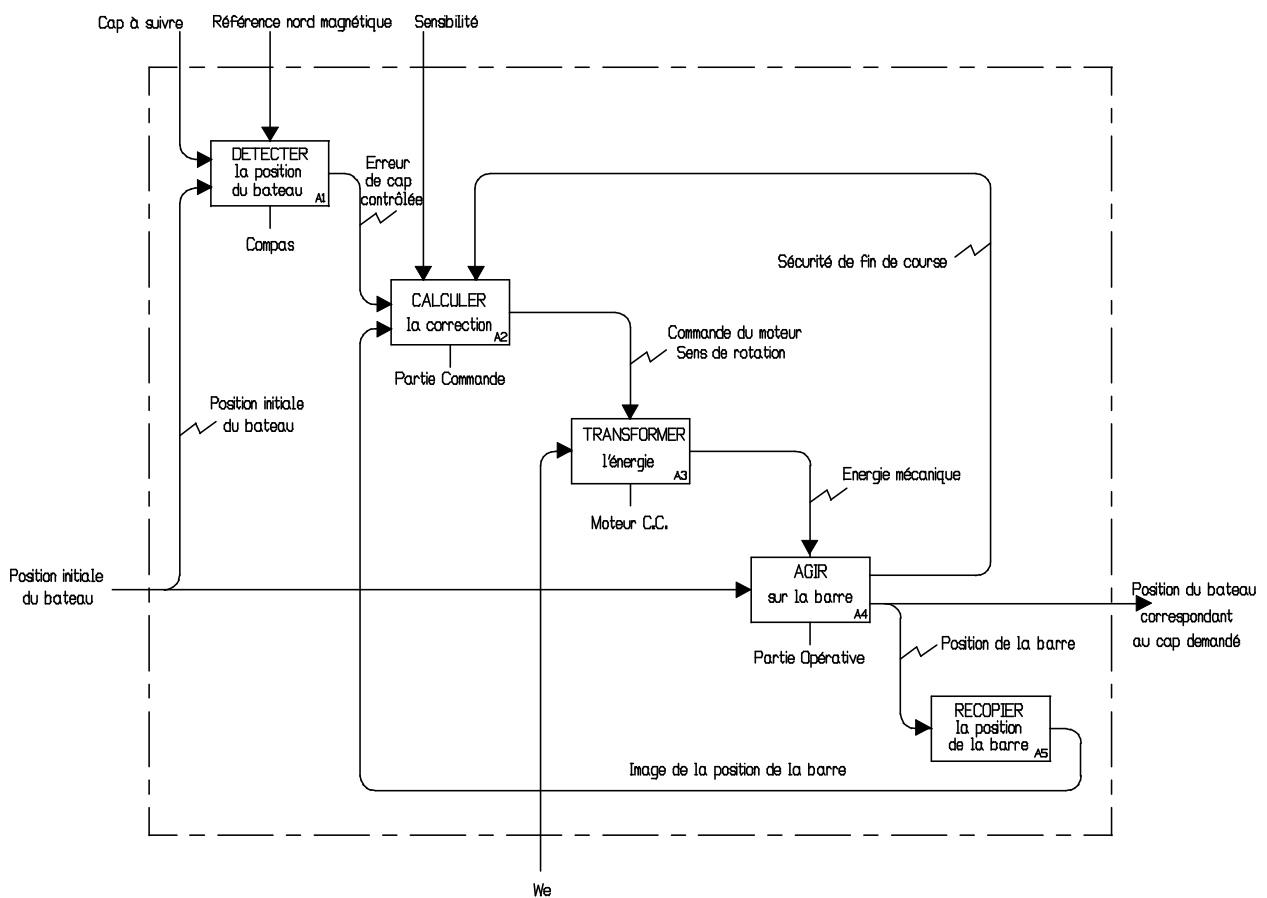 Cap à suivre
Référence nord magnétique
Sensibilité
DETECTER
la position
du bateau
A1
Compas
Erreur
de cap
contrôlée
Sécurité de fin de course
CALCULER
la correction
A2
Partie Commande
Commande du moteur
Sens de rotation
Position initiale
du bateau
TRANSFORMER
l'énergie
A3
Moteur C.C.
Energie mécanique
Position initiale
du bateau
AGIR
sur la barre
A4
Partie Opérative
Position du bateau
correspondant
au cap demandé
Position de la barre
RECOPIER
la position
de la barre
A5
Image de la position de la barre
We